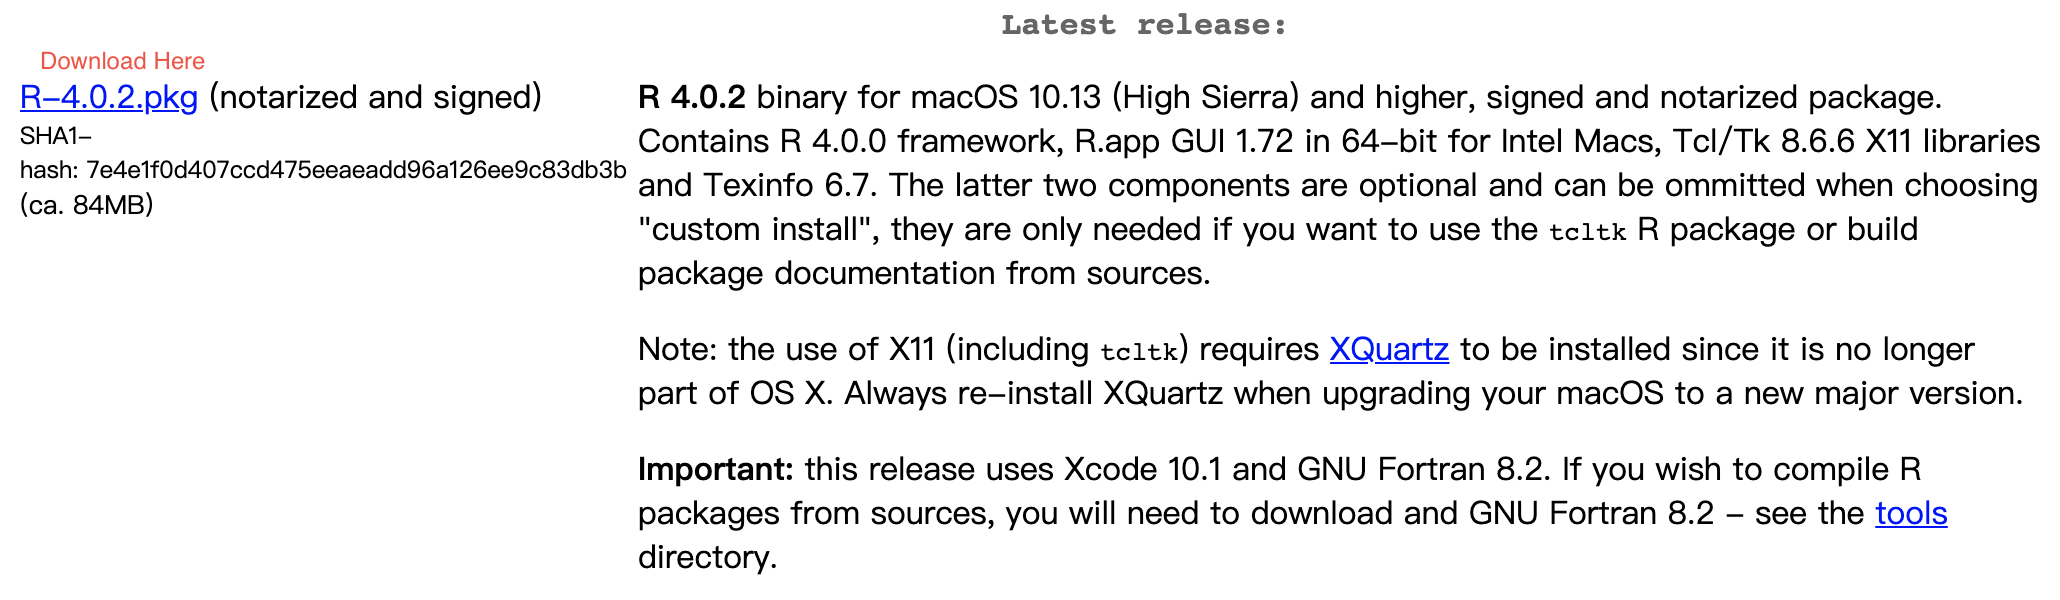 Latest release:
Download Here
R-4.0.2.pkg (notarized and signed)
SHA1-
hash: 7e4e1f0d407ccd475eeaeadd96a126ee9c83db3b
(ca. 84MB)
R 4.0.2 binary for macOS 10.13 (High Sierra) and higher, signed and notarized package.
Contains R 4.0.0 framework, R.app GUI 1.72 in 64-bit for Intel Macs, Tcl/Tk 8.6.6 X11 libraries
and Texinfo 6.7. The latter two components are optional and can be ommitted when choosing
"custom install", they are only needed if you want to use the tcltk R package or build
package documentation from sources.
Note: the use of X11 (including tcltk) requires XQuartz to be installed since it is no longer
part of OS X. Always re-install XQuartz when upgrading your macOS to a new major version.
Important: this release uses Xcode 10.1 and GNU Fortran 8.2. If you wish to compile R
packages from sources, you will need to download and GNU Fortran 8.2 - see the tools
directory.